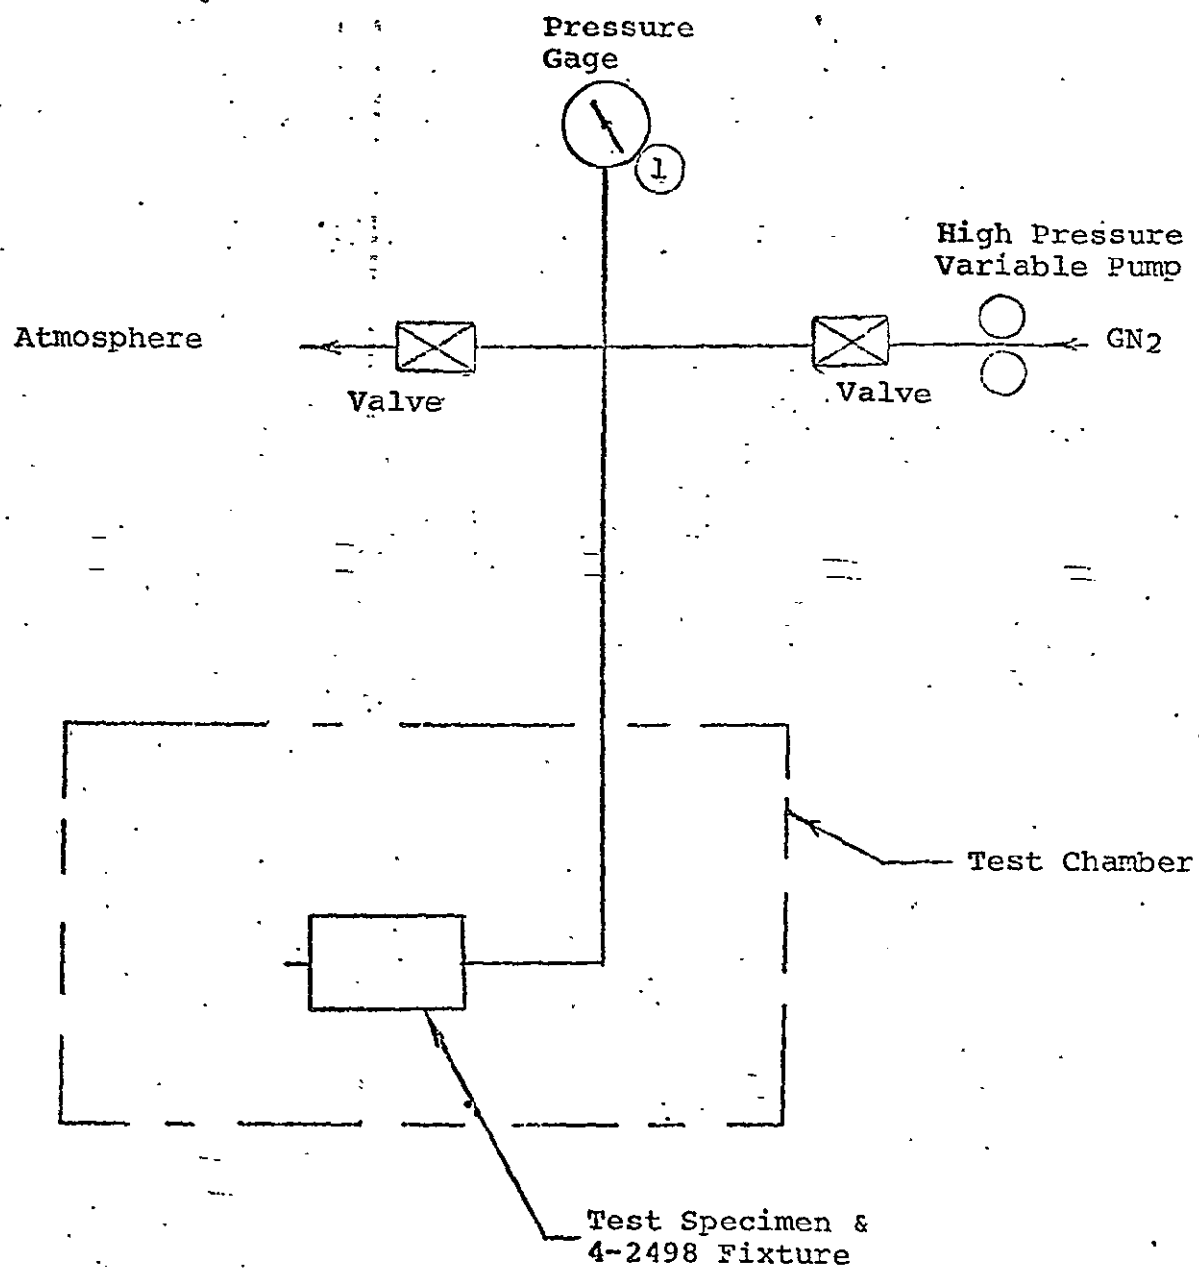 Pressure
Gage
1
High Pressure
Variable Pump
Atmosphere
GN2
Valve
Valve
Test Chamber
Test Specimen &
4-2498 Fixture